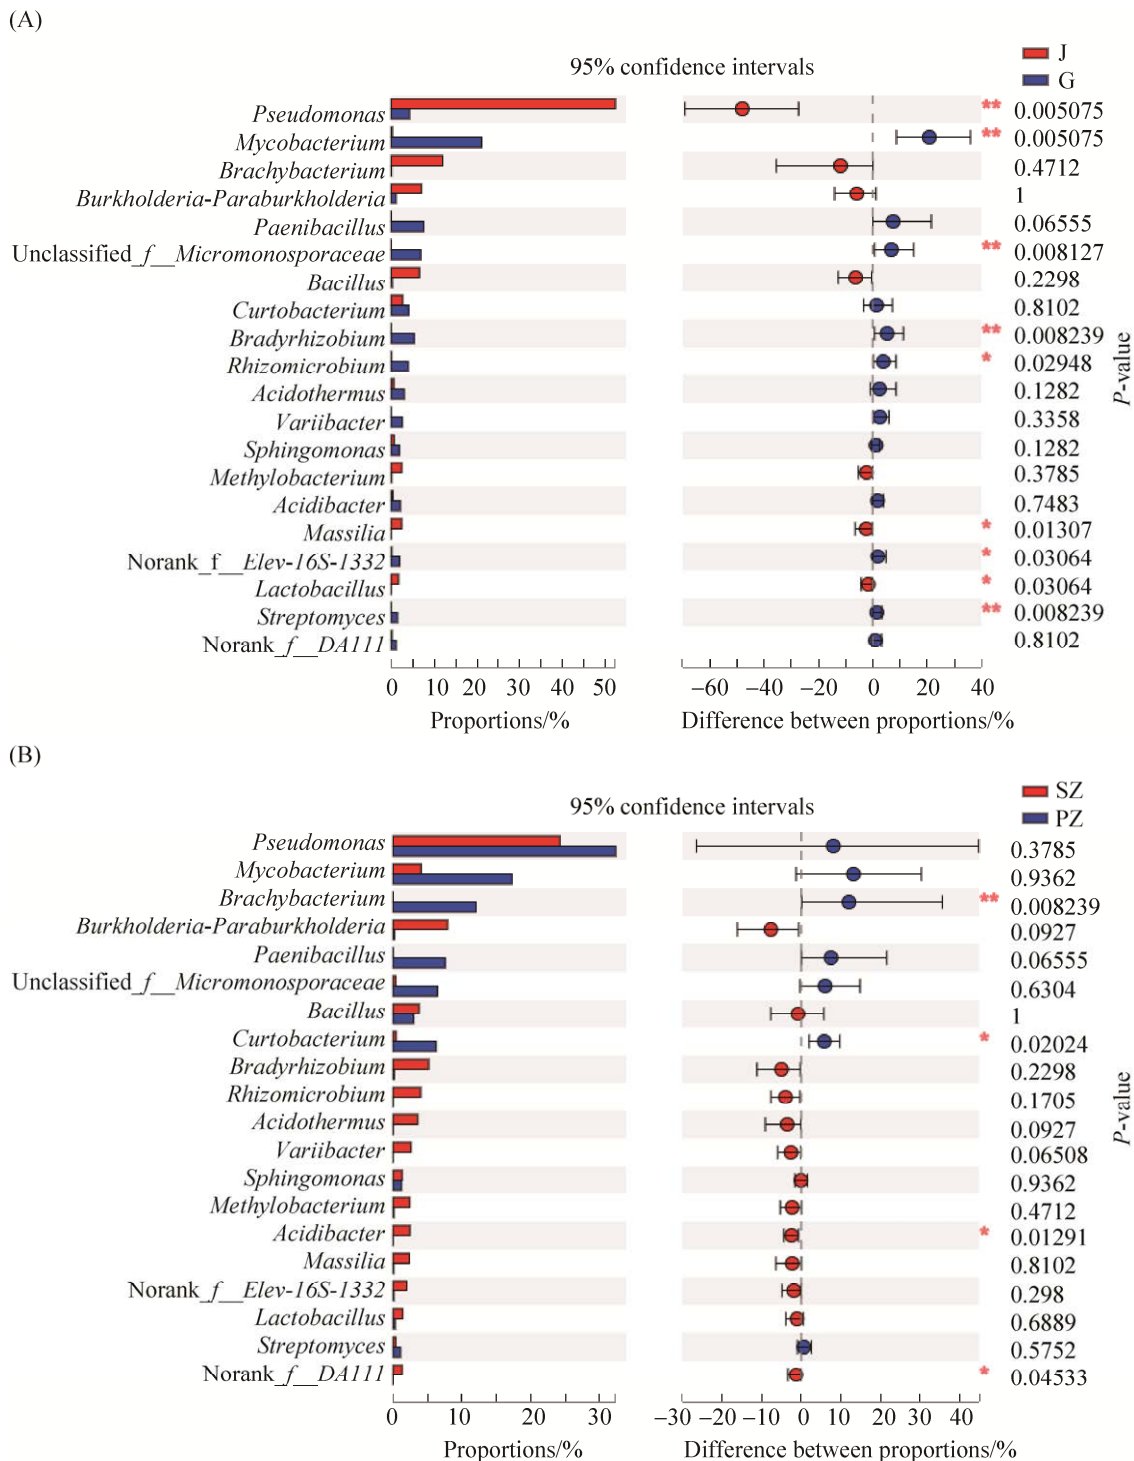 (A)
95% confidence intervals
J
G
Pseudomonas ** 0.005075
Mycobacterium ** 0.005075
Brachybacterium 0.4712
Burkholderia-Paraburkholderia 1
Paenibacillus 0.06555
Unclassified_f__Micromonosporaceae ** 0.008127
Bacillus 0.2298
Curtobacterium 0.8102
Bradyrhizobium ** 0.008239
Rhizomicrobium * 0.02948
Acidothermus 0.1282
Variibacter 0.3358
Sphingomonas 0.1282
Methylobacterium 0.3785
Acidibacter 0.7483
Massilia * 0.01307
Norank_f__Elev-16S-1332 * 0.03064
Lactobacillus * 0.03064
Streptomyces ** 0.008239
Norank_f__DA111 0.8102
P-value
0 10 20 30 40 50 −60 −40 −20 0 20 40
Proportions/% Difference between proportions/%
(B)
95% confidence intervals
SZ
PZ
Pseudomonas 0.3785
Mycobacterium 0.9362
Brachybacterium ** 0.008239
Burkholderia-Paraburkholderia 0.0927
Paenibacillus 0.06555
Unclassified_f__Micromonosporaceae 0.6304
Bacillus 1
Curtobacterium * 0.02024
Bradyrhizobium 0.2298
Rhizomicrobium 0.1705
Acidothermus 0.0927
Variibacter 0.06508
Sphingomonas 0.9362
Methylobacterium 0.4712
Acidibacter * 0.01291
Massilia 0.8102
Norank_f__Elev-16S-1332 0.298
Lactobacillus 0.6889
Streptomyces 0.5752
Norank_f__DA111 * 0.04533
P-value
0 10 20 30 −30 −20 −10 0 10 20 30 40
Proportions/% Difference between proportions/%